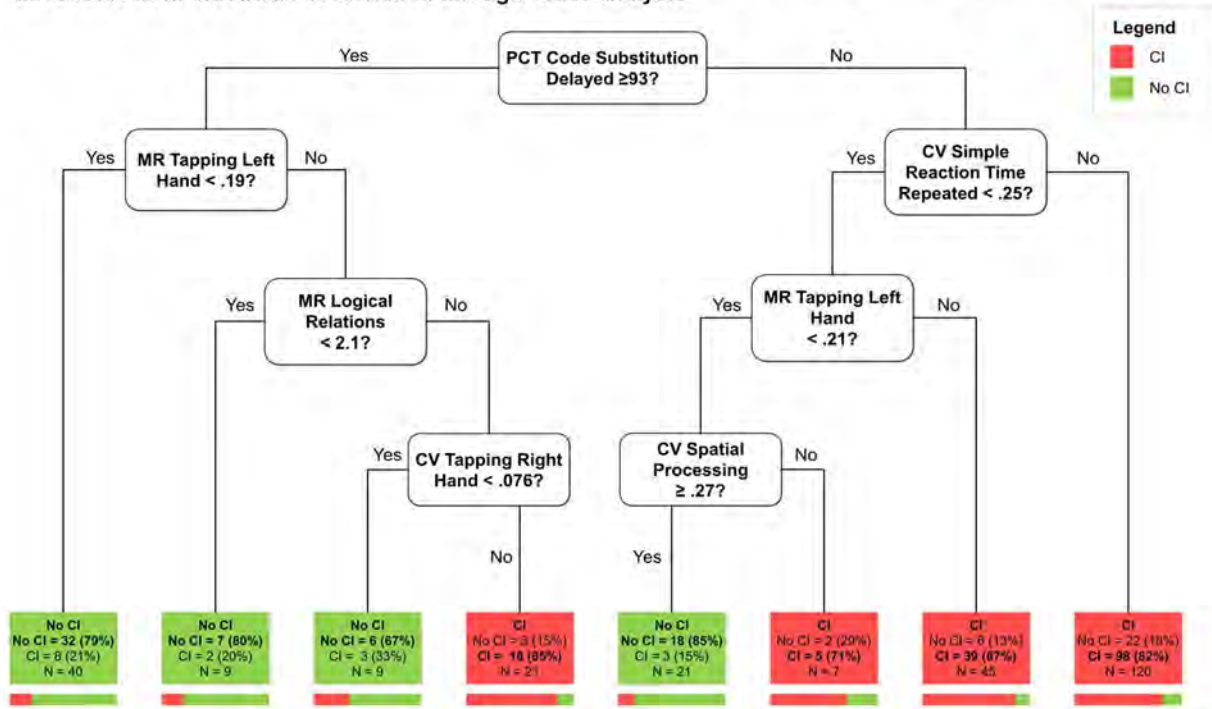 Legend
CI
No CI
PCT Code Substitution
Delayed ≥93?
Yes
No
MR Tapping Left
Hand < .19?
Yes
No
CV Simple
Reaction Time
Repeated < .25?
Yes
No
MR Logical
Relations
< 2.1?
Yes
No
MR Tapping Left
Hand
< .21?
Yes
No
CV Tapping Right
Hand < .076?
Yes
No
CV Spatial
Processing
≥ .27?
Yes
No
No CI
No CI = 32 (79%)
CI = 8 (21%)
N = 40
No CI
No CI = 7 (80%)
CI = 2 (20%)
N = 9
No CI
No CI = 6 (67%)
CI = 3 (33%)
N = 9
CI
No CI = 3 (15%)
CI = 18 (85%)
N = 21
No CI
No CI = 18 (85%)
CI = 3 (15%)
N = 21
CI
No CI = 2 (29%)
CI = 5 (71%)
N = 7
CI
No CI = 6 (13%)
CI = 39 (87%)
N = 45
CI
No CI = 22 (18%)
CI = 98 (82%)
N = 120